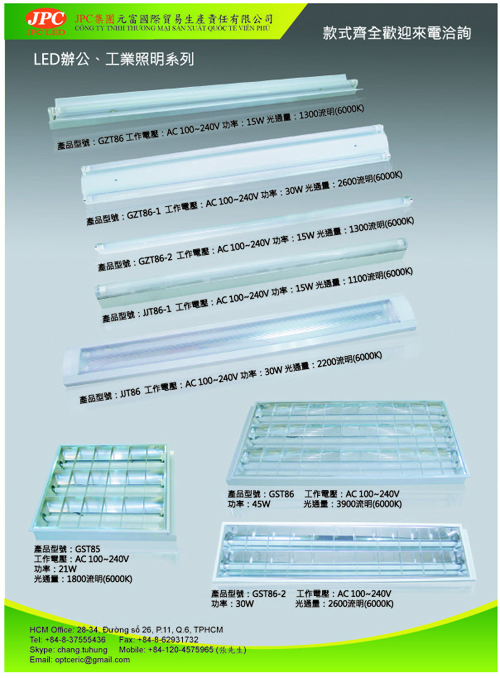 JPC
JPC-LED
JPC集團元富國際貿易生產責任有限公司
CÔNG TY TNHH THƯƠNG MẠI SẢN XUẤT QUỐC TẾ VIÊN PHÚ
款式齊全歡迎來電洽詢
LED辦公、工業照明系列
產品型號：GZT86 工作電壓：AC 100~240V 功率：15W 光通量：1300流明(6000K)
產品型號：GZT86-1 工作電壓：AC 100~240V 功率：30W 光通量：2600流明(6000K)
產品型號：GZT86-2 工作電壓：AC 100~240V 功率：15W 光通量：1300流明(6000K)
產品型號：JJT86-1 工作電壓：AC 100~240V 功率：15W 光通量：1100流明(6000K)
產品型號：JJT86 工作電壓：AC 100~240V 功率：30W 光通量：2200流明(6000K)
產品型號：GST86 工作電壓：AC 100~240V
功率：45W 光通量：3900流明(6000K)
產品型號：GST85
工作電壓：AC 100~240V
功率：21W
光通量：1800流明(6000K)
產品型號：GST86-2 工作電壓：AC 100~240V
功率：30W 光通量：2600流明(6000K)
HCM Office: 28-34, Đường số 26, P.11, Q.6, TPHCM
Tel: +84-8-37555436 Fax: +84-8-62931732
Skype: chang.tuhung Mobile: +84-120-4575965 (張先生)
Email: optceric@gmail.com